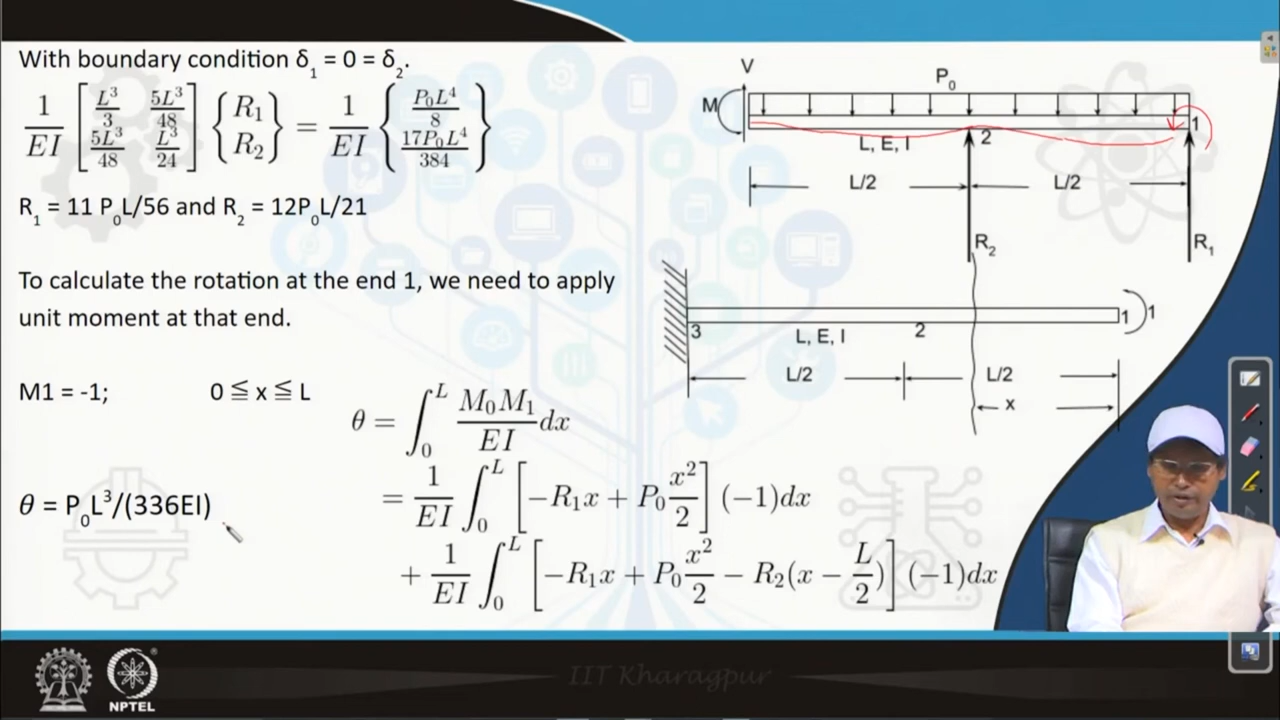 With boundary condition δ₁ = 0 = δ₂.
1/EI [L³/3 5L³/48; 5L³/48 L³/24] {R₁; R₂} = 1/EI {P₀L⁴/8; 17P₀L⁴/384}
R₁ = 11 P₀L/56 and R₂ = 12P₀L/21
To calculate the rotation at the end 1, we need to apply
unit moment at that end.
M1 = -1; 0 ≦ x ≦ L
θ = ∫₀ᴸ M₀M₁/EI dx
= 1/EI ∫₀ᴸ [−R₁x + P₀ x²/2] (−1)dx
+ 1/EI ∫₀ᴸ [−R₁x + P₀ x²/2 − R₂(x − L/2)] (−1)dx
θ = P₀L³/(336EI)
V
P₀
M
1
2
L, E, I
L/2
L/2
R₂
R₁
3
L, E, I
2
1
1
L/2
L/2
x
NPTEL
IIT Kharagpur